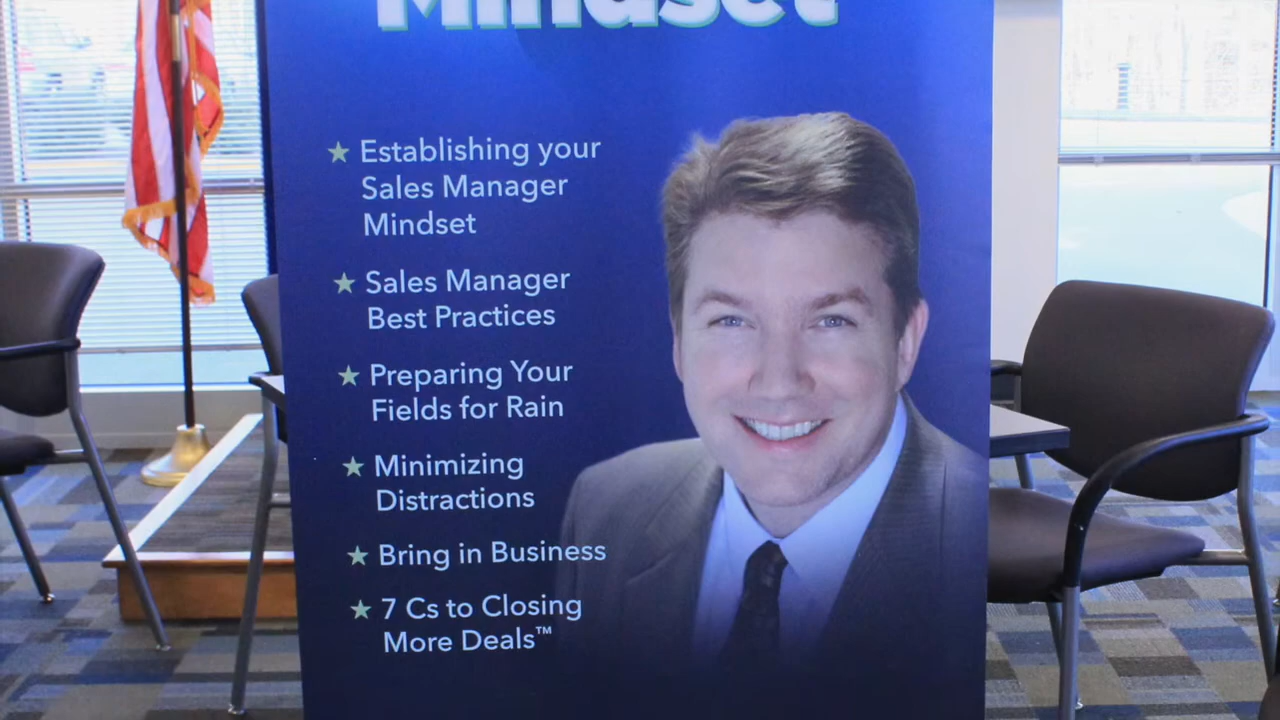 Mindset
★ Establishing your
Sales Manager
Mindset
★ Sales Manager
Best Practices
★ Preparing Your
Fields for Rain
★ Minimizing
Distractions
★ Bring in Business
★ 7 Cs to Closing
More Deals™